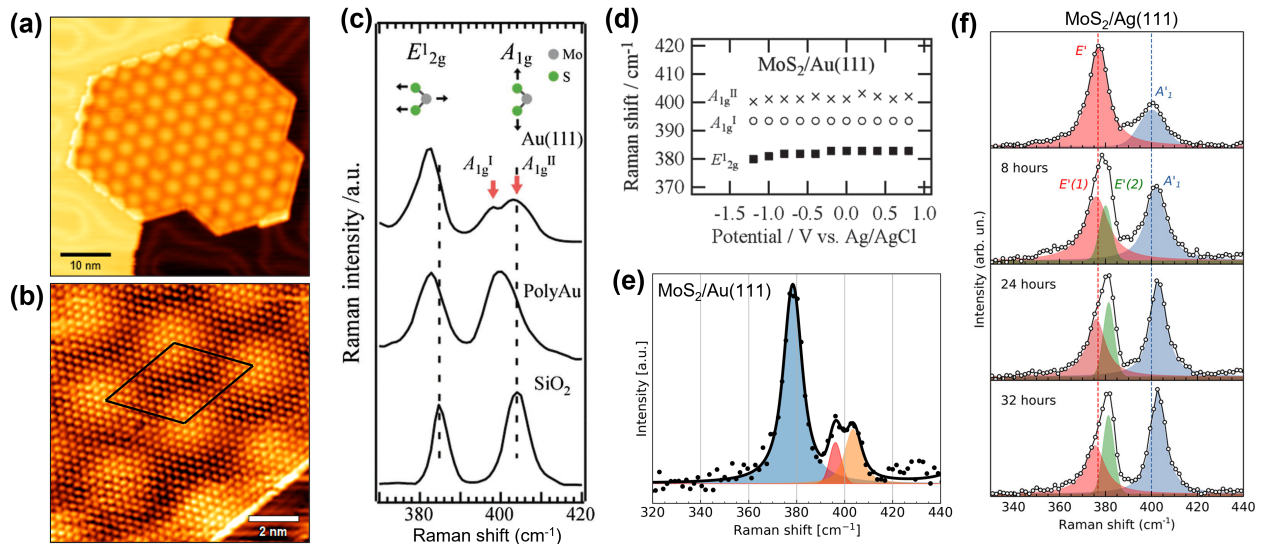 (a)
10 nm
(b)
2 nm
(c)
E¹₂g
A₁g
Mo
S
Au(111)
A₁gᴵ
A₁gᴵᴵ
PolyAu
SiO₂
Raman intensity /a.u.
380
400
420
Raman shift (cm⁻¹)
(d)
MoS₂/Au(111)
A₁gᴵᴵ
A₁gᴵ
E¹₂g
Raman shift / cm⁻¹
420
410
400
390
380
370
-1.5 -1.0 -0.5 0.0 0.5 1.0
Potential / V vs. Ag/AgCl
(e)
MoS₂/Au(111)
Intensity [a.u.]
320 340 360 380 400 420 440
Raman shift [cm⁻¹]
(f)
MoS₂/Ag(111)
E'
A'₁
8 hours
E'(1)
E'(2)
A'₁
24 hours
32 hours
Intensity (arb. un.)
340 360 380 400 420 440
Raman shift (cm⁻¹)